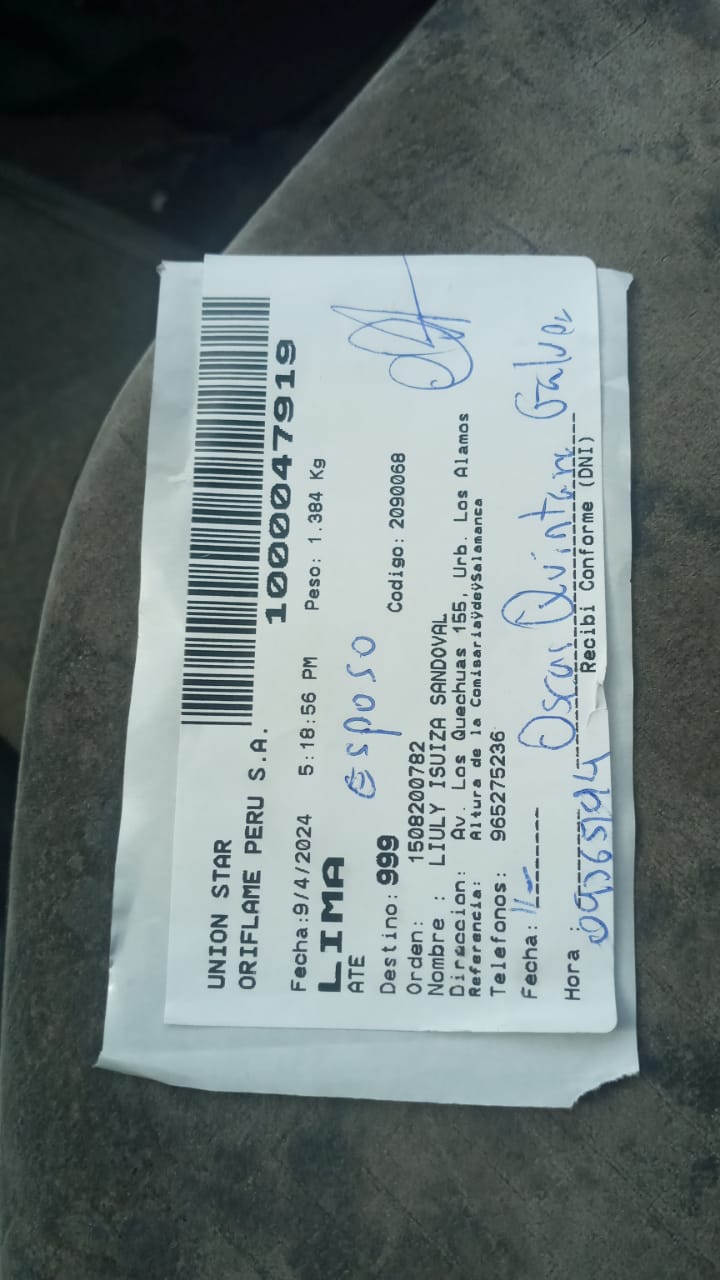 UNION STAR
ORIFLAME PERU S.A.
1000047919
Fecha:9/4/2024 5:18:56 PM Peso: 1.384 Kg
LIMA
ATE
esposo
Destino: 999
Orden: 1508200782 Codigo: 2090068
Nombre : LIULY ISUIZA SANDOVAL
Direccion: Av. Los Quechuas 155, Urb. Los Alamos
Referencia: Altura de la ComisariaÿdeÿSalamanca
Telefonos: 965275236
Fecha: 11- Oscar Quintana Galvez
Hora :
Recibi Conforme (DNI)